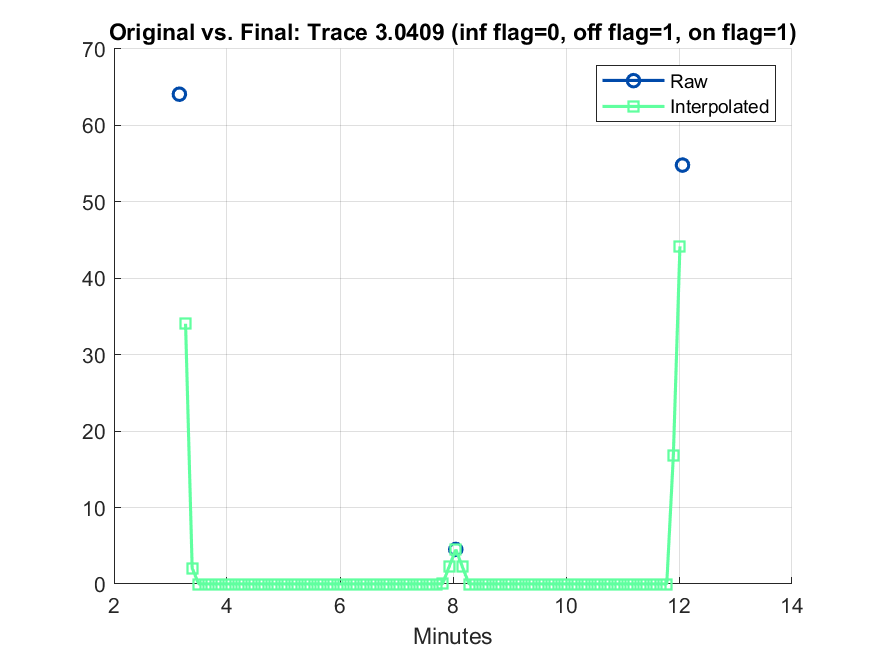 Original vs. Final: Trace 3.0409 (inf flag=0, off flag=1, on flag=1)
70
60
50
40
30
20
10
0
Raw
Interpolated
2 4 6 8 10 12 14
Minutes